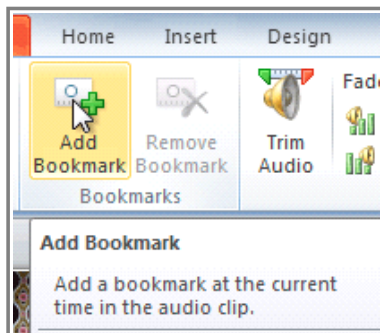 Home Insert Design
Add Bookmark
Remove Bookmark
Trim Audio
Bookmarks
Add Bookmark
Add a bookmark at the current
time in the audio clip.